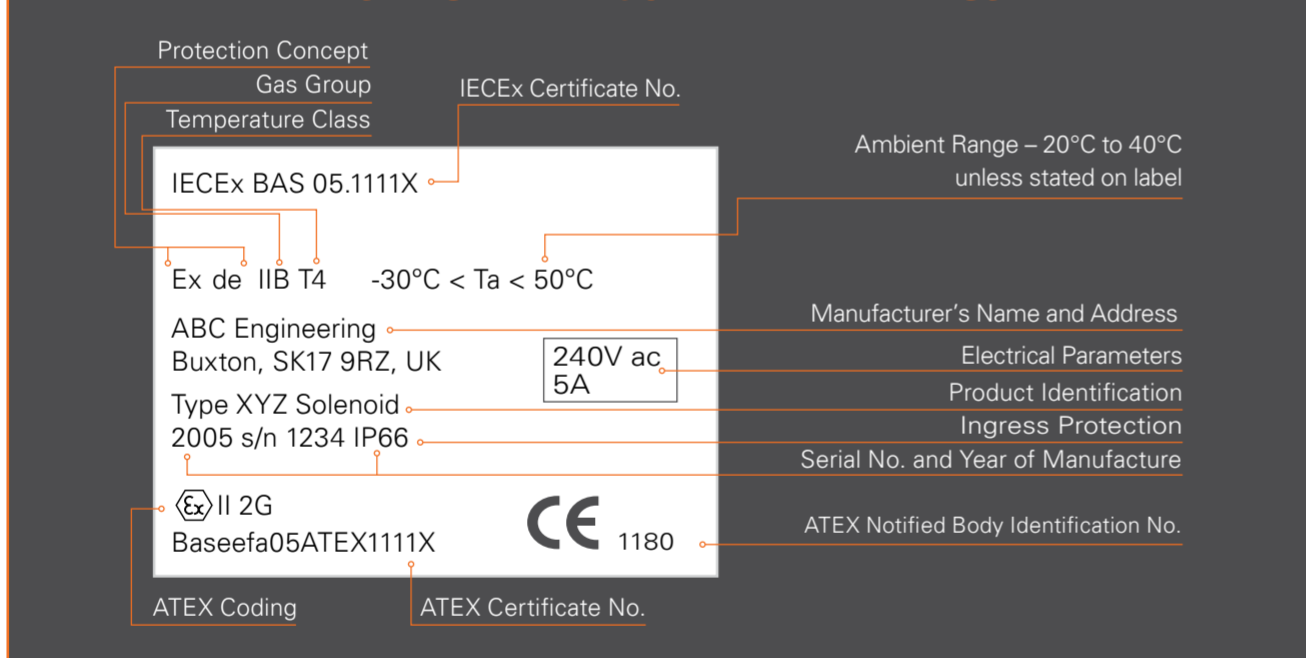 Protection Concept
Gas Group
Temperature Class
IECEx Certificate No.
Ambient Range – 20°C to 40°C
unless stated on label
IECEx BAS 05.1111X
Ex de IIB T4 -30°C < Ta < 50°C
ABC Engineering
Buxton, SK17 9RZ, UK
240V ac
5A
Type XYZ Solenoid
2005 s/n 1234 IP66
Ex II 2G
Baseefa05ATEX1111X
CE 1180
Manufacturer’s Name and Address
Electrical Parameters
Product Identification
Ingress Protection
Serial No. and Year of Manufacture
ATEX Notified Body Identification No.
ATEX Coding
ATEX Certificate No.